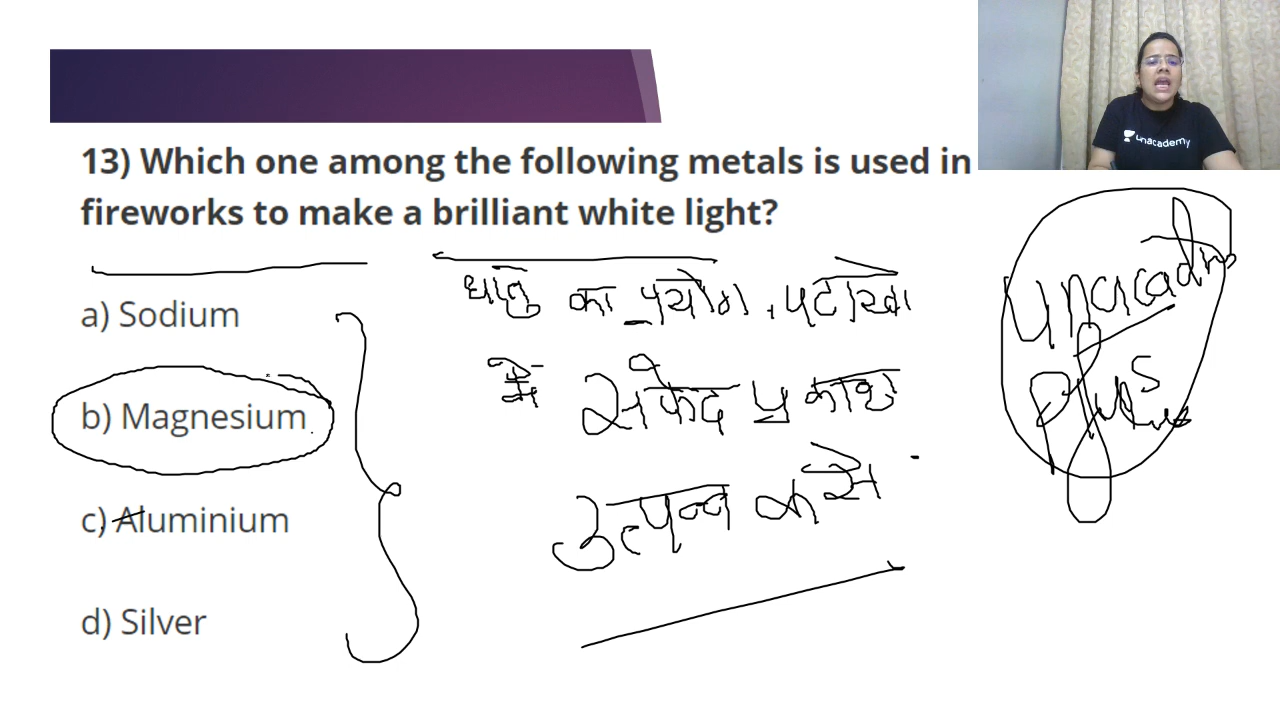 13) Which one among the following metals is used in
fireworks to make a brilliant white light?
a) Sodium
b) Magnesium
c) Aluminium
d) Silver
धातु का प्रयोग पटाखा
में सफेद प्रकाश
उत्पन्न करने
unacademy
Plus
unacademy